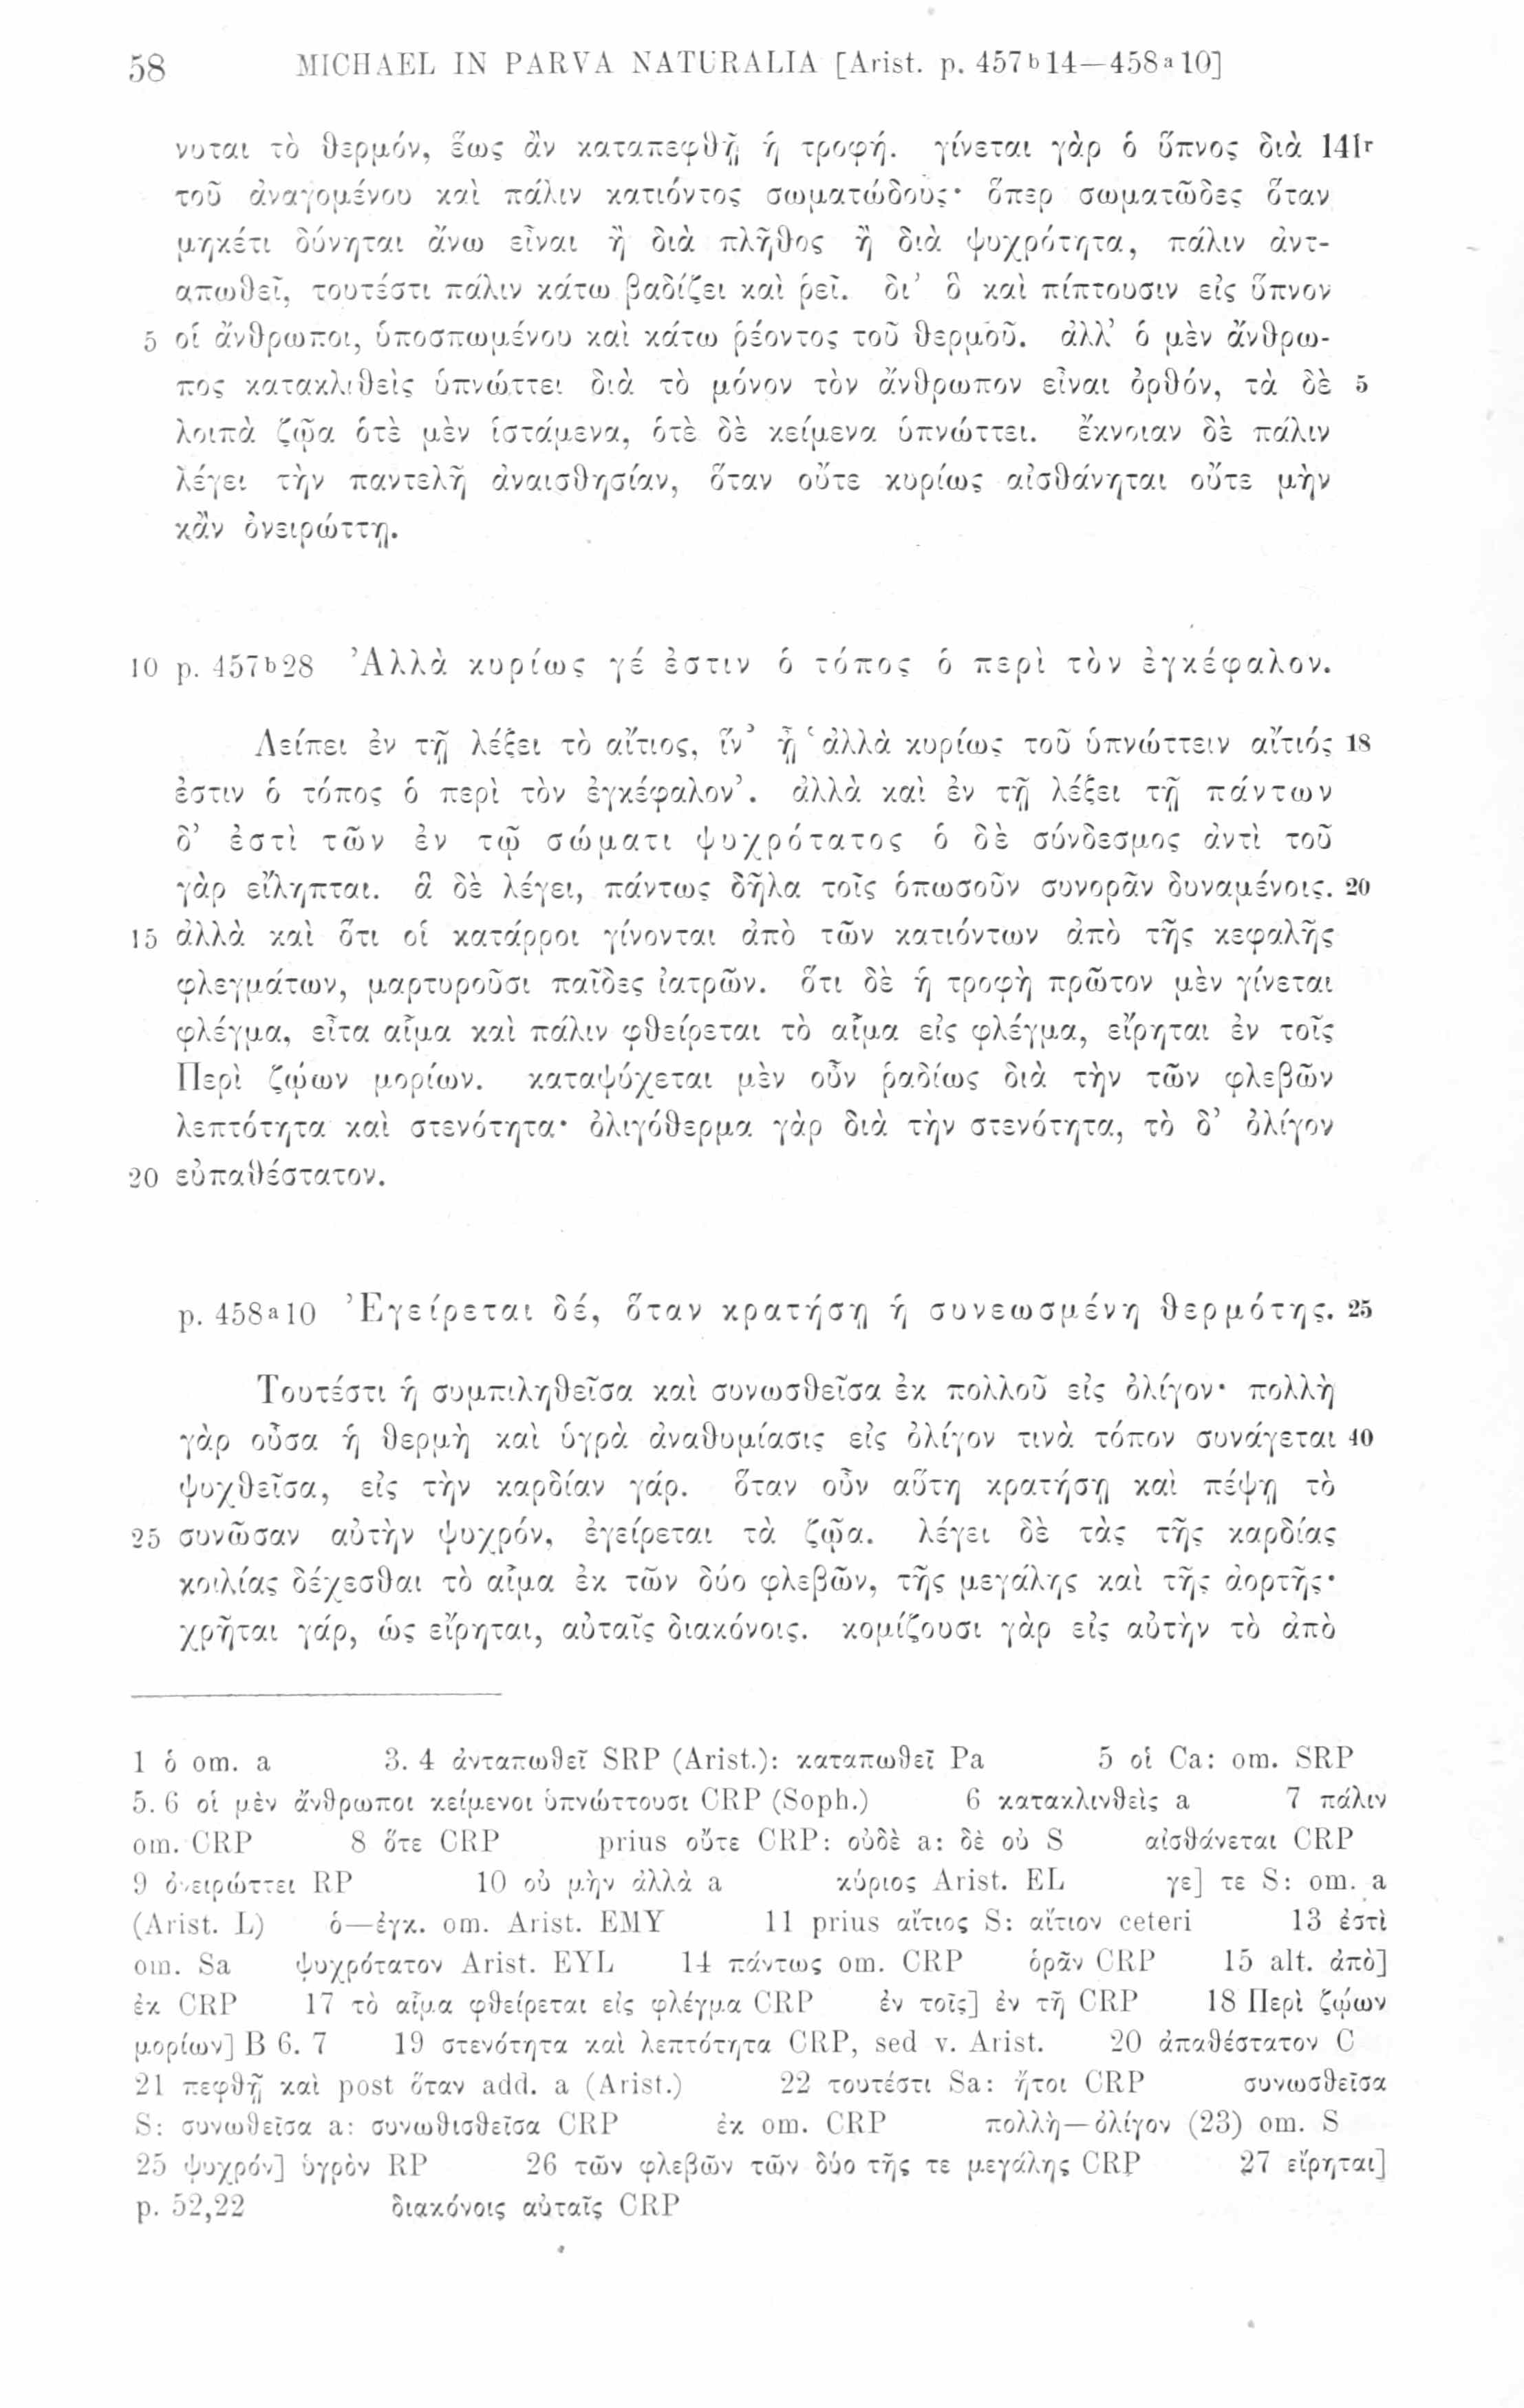 58 MICHAEL IN PARVA NATURALIA [Arist. p. 457b14—458a10]
νυται τὸ θερμόν, ἕως ἂν καταπεφθῇ ἡ τροφή. γίνεται γὰρ ὁ ὕπνος διὰ 141r
τοῦ ἀναγομένου καὶ πάλιν κατιόντος σωματώδους· ὅπερ σωματῶδες ὅταν
μηκέτι δύνηται ἄνω εἶναι ἢ διὰ πλῆθος ἢ διὰ ψυχρότητα, πάλιν ἀντ-
απωθεῖ, τουτέστι πάλιν κάτω βαδίζει καὶ ῥεῖ. δι’ ὃ καὶ πίπτουσιν εἰς ὕπνον
5 οἱ ἄνθρωποι, ὑποσπωμένου καὶ κάτω ῥέοντος τοῦ θερμοῦ. ἀλλ’ ὁ μὲν ἄνθρω-
πος κατακλιθεὶς ὑπνώττει διὰ τὸ μόνον τὸν ἄνθρωπον εἶναι ὀρθόν, τὰ δὲ 5
λοιπὰ ζῷα ὁτὲ μὲν ἱστάμενα, ὁτὲ δὲ κείμενα ὑπνώττει. ἔκνοιαν δὲ πάλιν
λέγει τὴν παντελῆ ἀναισθησίαν, ὅταν οὔτε κυρίως αἰσθάνηται οὔτε μὴν
κἂν ὀνειρώττῃ.
10 p. 457b28 Ἀλλὰ κυρίως γέ ἐστιν ὁ τόπος ὁ περὶ τὸν ἐγκέφαλον.
Λείπει ἐν τῇ λέξει τὸ αἴτιος, ἵν’ ᾖ ‘ἀλλὰ κυρίως τοῦ ὑπνώττειν αἴτιός 18
ἐστιν ὁ τόπος ὁ περὶ τὸν ἐγκέφαλον’. ἀλλὰ καὶ ἐν τῇ λέξει τῇ πάντων
δ’ ἐστὶ τῶν ἐν τῷ σώματι ψυχρότατος ὁ δὲ σύνδεσμος ἀντὶ τοῦ
γὰρ εἴληπται. ἃ δὲ λέγει, πάντως δῆλα τοῖς ὁπωσοῦν συνορᾶν δυναμένοις. 20
15 ἀλλὰ καὶ ὅτι οἱ κατάρροι γίνονται ἀπὸ τῶν κατιόντων ἀπὸ τῆς κεφαλῆς
φλεγμάτων, μαρτυροῦσι παῖδες ἰατρῶν. ὅτι δὲ ἡ τροφὴ πρῶτον μὲν γίνεται
φλέγμα, εἶτα αἷμα καὶ πάλιν φθείρεται τὸ αἷμα εἰς φλέγμα, εἴρηται ἐν τοῖς
Περὶ ζῴων μορίων. καταψύχεται μὲν οὖν ῥᾳδίως διὰ τὴν τῶν φλεβῶν
λεπτότητα καὶ στενότητα· ὀλιγόθερμα γὰρ διὰ τὴν στενότητα, τὸ δ’ ὀλίγον
20 εὐπαθέστατον.
p. 458a10 Ἐγείρεται δέ, ὅταν κρατήσῃ ἡ συνεωσμένη θερμότης. 25
Τουτέστι ἡ συμπιληθεῖσα καὶ συνωσθεῖσα ἐκ πολλοῦ εἰς ὀλίγον· πολλὴ
γὰρ οὖσα ἡ θερμὴ καὶ ὑγρὰ ἀναθυμίασις εἰς ὀλίγον τινὰ τόπον συνάγεται 40
ψυχθεῖσα, εἰς τὴν καρδίαν γάρ. ὅταν οὖν αὕτη κρατήσῃ καὶ πέψῃ τὸ
25 συνῶσαν αὐτὴν ψυχρόν, ἐγείρεται τὰ ζῷα. λέγει δὲ τὰς τῆς καρδίας
κοιλίας δέχεσθαι τὸ αἷμα ἐκ τῶν δύο φλεβῶν, τῆς μεγάλης καὶ τῆς ἀορτῆς·
χρῆται γάρ, ὡς εἴρηται, αὐταῖς διακόνοις. κομίζουσι γὰρ εἰς αὐτὴν τὸ ἀπὸ
1 ὁ om. a 3. 4 ἀνταπωθεῖ SRP (Arist.): καταπωθεῖ Pa 5 οἱ Ca: om. SRP
5. 6 οἱ μὲν ἄνθρωποι κείμενοι ὑπνώττουσι CRP (Soph.) 6 κατακλινθεὶς a 7 πάλιν
om. CRP 8 ὅτε CRP prius οὔτε CRP: οὐδὲ a: δὲ οὐ S αἰσθάνεται CRP
9 ὀνειρώττει RP 10 οὐ μὴν ἀλλὰ a κύριος Arist. EL γε] τε S: om. a
(Arist. L) ὁ—ἐγκ. om. Arist. EMY 11 prius αἴτιος S: αἴτιον ceteri 13 ἐστὶ
om. Sa ψυχρότατον Arist. EYL 14 πάντως om. CRP ὁρᾶν CRP 15 alt. ἀπὸ]
ἐκ CRP 17 τὸ αἷμα φθείρεται εἰς φλέγμα CRP ἐν τοῖς] ἐν τῇ CRP 18 Περὶ ζῴων
μορίων] B 6. 7 19 στενότητα καὶ λεπτότητα CRP, sed v. Arist. 20 ἀπαθέστατον C
21 πεφθῇ καὶ post ὅταν add. a (Arist.) 22 τουτέστι Sa: ἤτοι CRP συνωσθεῖσα
S: συνωθεῖσα a: συνωθισθεῖσα CRP ἐκ om. CRP πολλὴ—ὀλίγον (23) om. S
25 ψυχρόν] ὑγρὸν RP 26 τῶν φλεβῶν τῶν δύο τῆς τε μεγάλης CRP 27 εἴρηται]
p. 52,22 διακόνοις αὐταῖς CRP